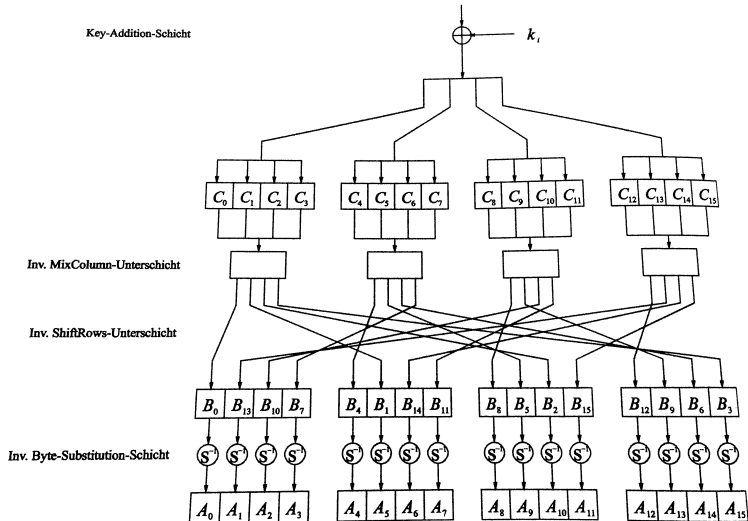 Key-Addition-Schicht
k_i
C_0 C_1 C_2 C_3 C_4 C_5 C_6 C_7 C_8 C_9 C_10 C_11 C_12 C_13 C_14 C_15
Inv. MixColumn-Unterschicht
Inv. ShiftRows-Unterschicht
B_0 B_13 B_10 B_7 B_4 B_1 B_14 B_11 B_8 B_5 B_2 B_15 B_12 B_9 B_6 B_3
Inv. Byte-Substitution-Schicht S^-1 S^-1 S^-1 S^-1 S^-1 S^-1 S^-1 S^-1 S^-1 S^-1 S^-1 S^-1 S^-1 S^-1 S^-1 S^-1
A_0 A_1 A_2 A_3 A_4 A_5 A_6 A_7 A_8 A_9 A_10 A_11 A_12 A_13 A_14 A_15